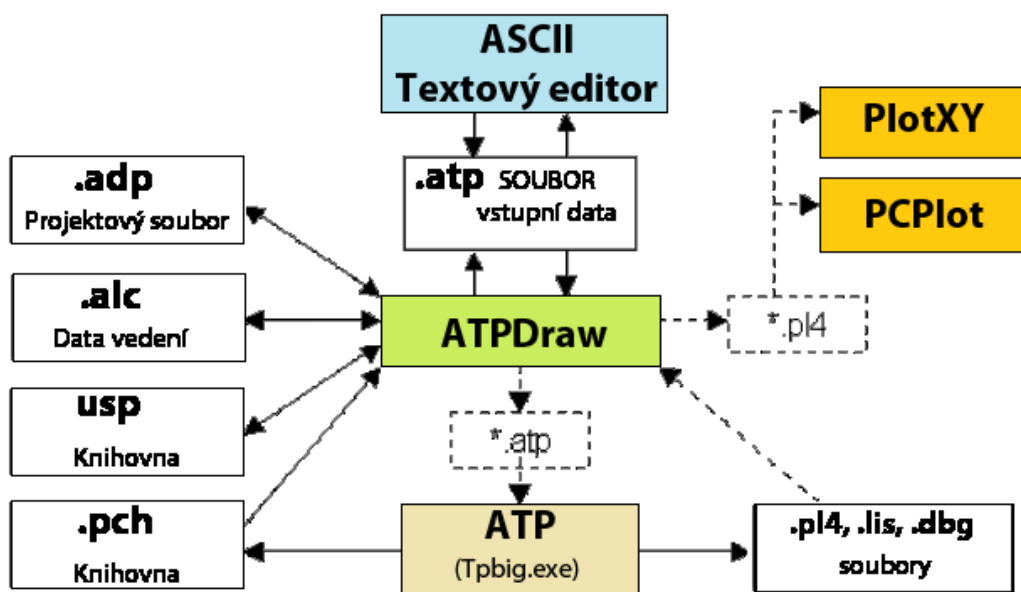 ASCII
Textový editor
PlotXY
.adp
Projektový soubor
.atp SOUBOR
vstupní data
PCPlot
.alc
Data vedení
ATPDraw
*.pl4
usp
Knihovna
*.atp
.pch
Knihovna
ATP
(Tpbig.exe)
.pl4, .lis, .dbg
soubory